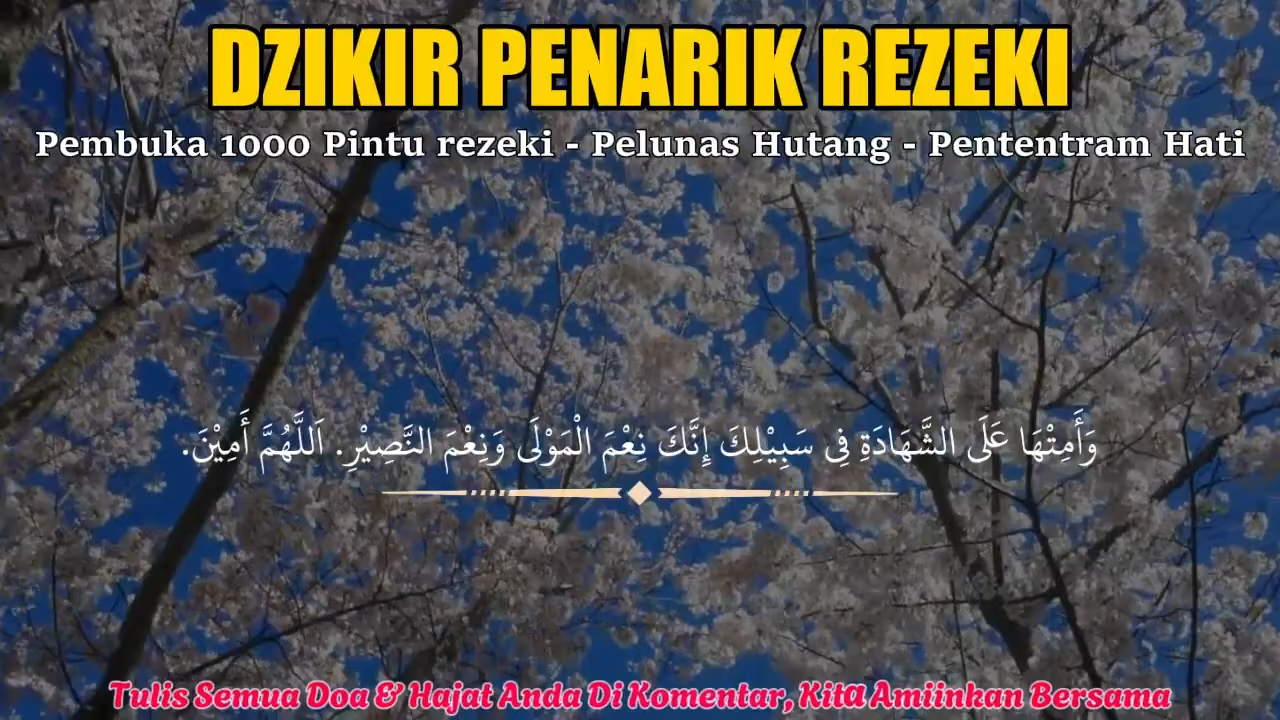 DZIKIR PENARIK REZEKI
Pembuka 1000 Pintu rezeki - Pelunas Hutang - Pententram Hati
وَأَمِتْهَا عَلَى الشَّهَادَةِ فِى سَبِيْلِكَ إِنَّكَ نِعْمَ الْمَوْلَى وَنِعْمَ النَّصِيْرِ. اَللَّهُمَّ أَمِيْنَ.
Tulis Semua Doa & Hajat Anda Di Komentar, Kita Amiinkan Bersama